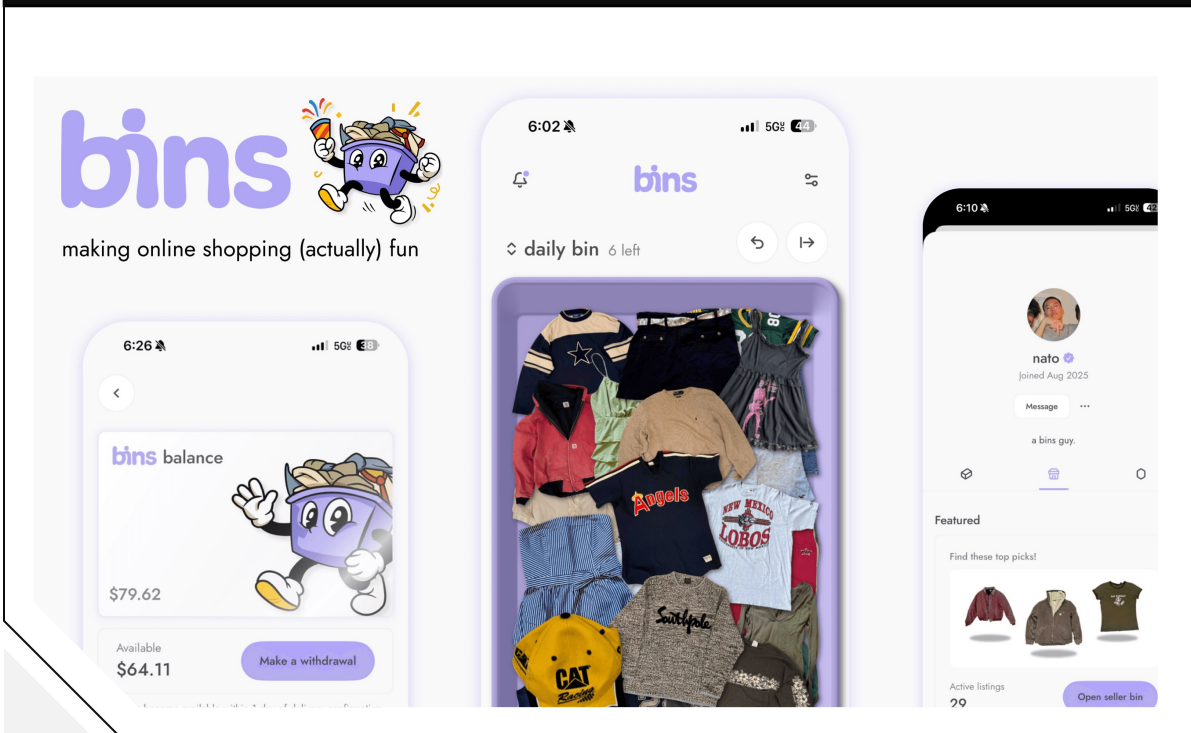 bins
making online shopping (actually) fun
6:26
5G
38
bins balance
$79.62
Available
$64.11
Make a withdrawal
6:02
5G
44
bins
daily bin 6 left
80
Angels
NEW MEXICO
LOBOS
Southpole
CAT
Racing
6:10
5G
42
nato
Joined Aug 2025
Message
a bins guy.
Featured
Find these top picks!
Active listings
29
Open seller bin